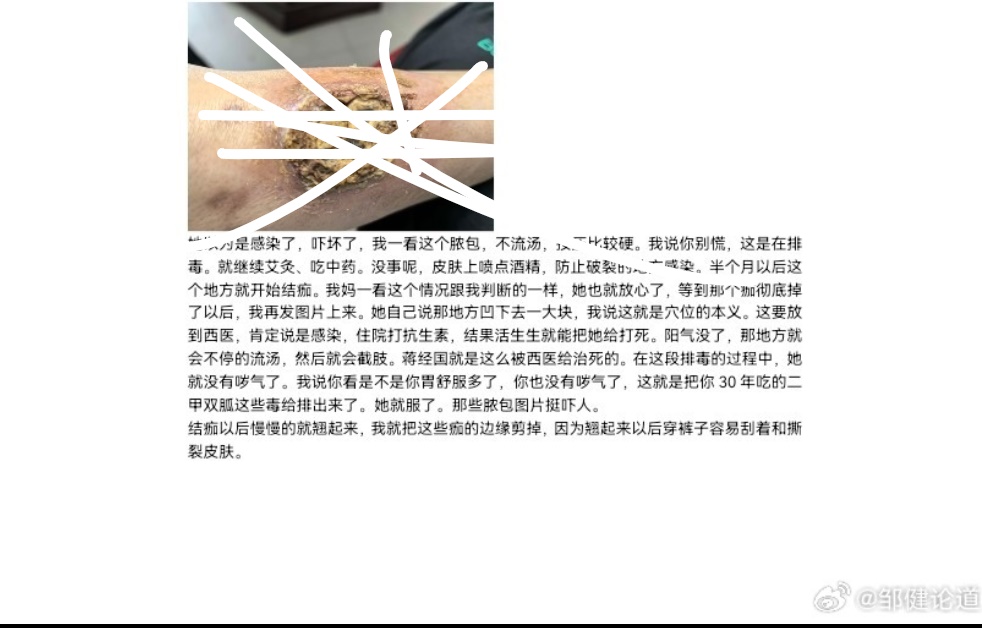 为是感染了，吓坏了，我一看这个脓包，不流汤，比较硬。我说你别慌，这是在排
毒。就继续艾灸、吃中药。没事呢，皮肤上喷点酒精，防止破裂的地方感染。半个月以后这
个地方就开始结痂。我妈一看这个情况跟我判断的一样，她也就放心了，等到那个痂彻底掉
了以后，我再发图片上来。她自己说那地方凹下去一大块，我说这就是穴位的本义。这要放
到西医，肯定说是感染，住院打抗生素，结果活生生就能把她给打死。阳气没了，那地方就
会不停的流汤，然后就会截肢。蒋经国就是这么被西医给治死的。在这段排毒的过程中，她
就没有哕气了。我说你看是不是你胃舒服多了，你也没有哕气了，这就是把你 30 年吃的二
甲双胍这些毒给排出来了。她就服了。那些脓包图片挺吓人。
结痂以后慢慢的就翘起来，我就把这些痂的边缘剪掉，因为翘起来以后穿裤子容易刮着和撕
裂皮肤。
@邹健论道